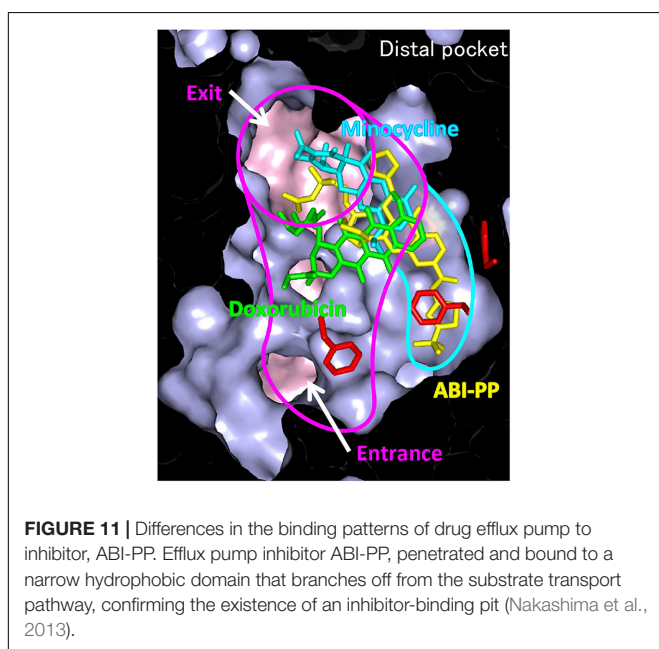 Distal pocket
Exit
Minocycline
Doxorubicin
ABI-PP
Entrance
FIGURE 11 | Differences in the binding patterns of drug efflux pump to
inhibitor, ABI-PP. Efflux pump inhibitor ABI-PP, penetrated and bound to a
narrow hydrophobic domain that branches off from the substrate transport
pathway, confirming the existence of an inhibitor-binding pit (Nakashima et al.,
2013).